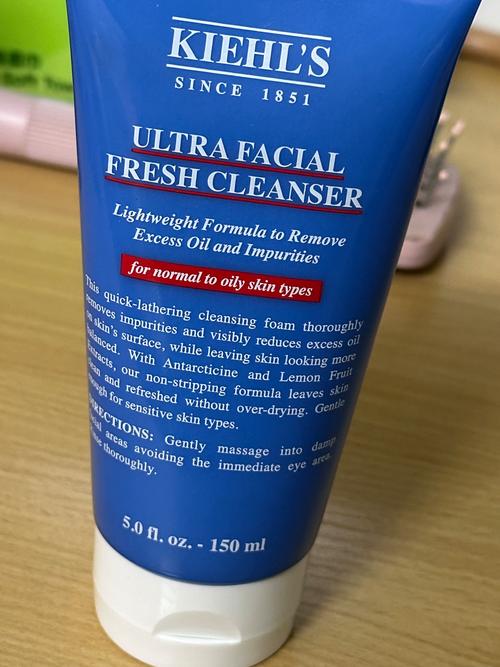 KIEHL'S
SINCE 1851
ULTRA FACIAL
FRESH CLEANSER
Lightweight Formula to Remove
Excess Oil and Impurities
for normal to oily skin types
This quick-lathering cleansing foam thoroughly
removes impurities and visibly reduces excess oil
on skin's surface, while leaving skin looking more
balanced. With Antarcticine and Lemon Fruit
Extracts, our non-stripping formula leaves skin
clean and refreshed without over-drying. Gentle
enough for sensitive skin types.
DIRECTIONS: Gently massage into damp
facial areas avoiding the immediate eye area.
thoroughly.
5.0 fl. oz. - 150 ml